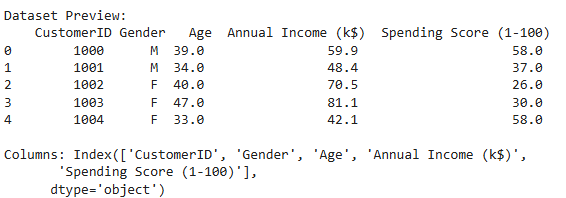 Dataset Preview:
CustomerID Gender Age Annual Income (k$) Spending Score (1-100)
0 1000 M 39.0 59.9 58.0
1 1001 M 34.0 48.4 37.0
2 1002 F 40.0 70.5 26.0
3 1003 F 47.0 81.1 30.0
4 1004 F 33.0 42.1 58.0
Columns: Index(['CustomerID', 'Gender', 'Age', 'Annual Income (k$)',
'Spending Score (1-100)'],
dtype='object')